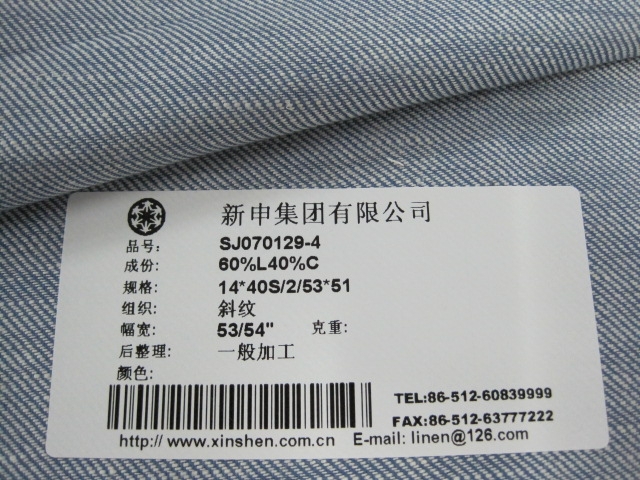 新申集团有限公司
品号: SJ070129-4
成份: 60%L40%C
规格: 14*40S/2/53*51
组织: 斜纹
幅宽: 53/54" 克重:
后整理: 一般加工
颜色:
TEL:86-512-60839999
FAX:86-512-63777222
http://www.xinshen.com.cn E-mail: linen@126.com